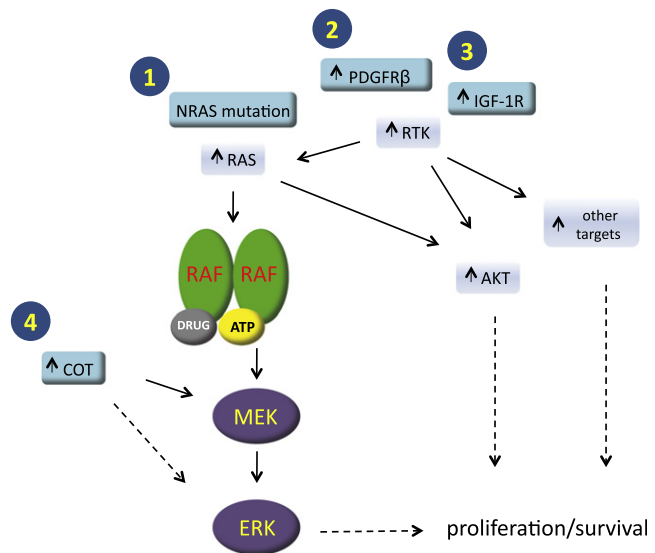 2
3
1
↑ PDGFRβ
↑ IGF-1R
NRAS mutation
↑ RTK
↑ RAS
↑ other
targets
RAF RAF
↑ AKT
DRUG ATP
4
↑ COT
MEK
ERK
proliferation/survival